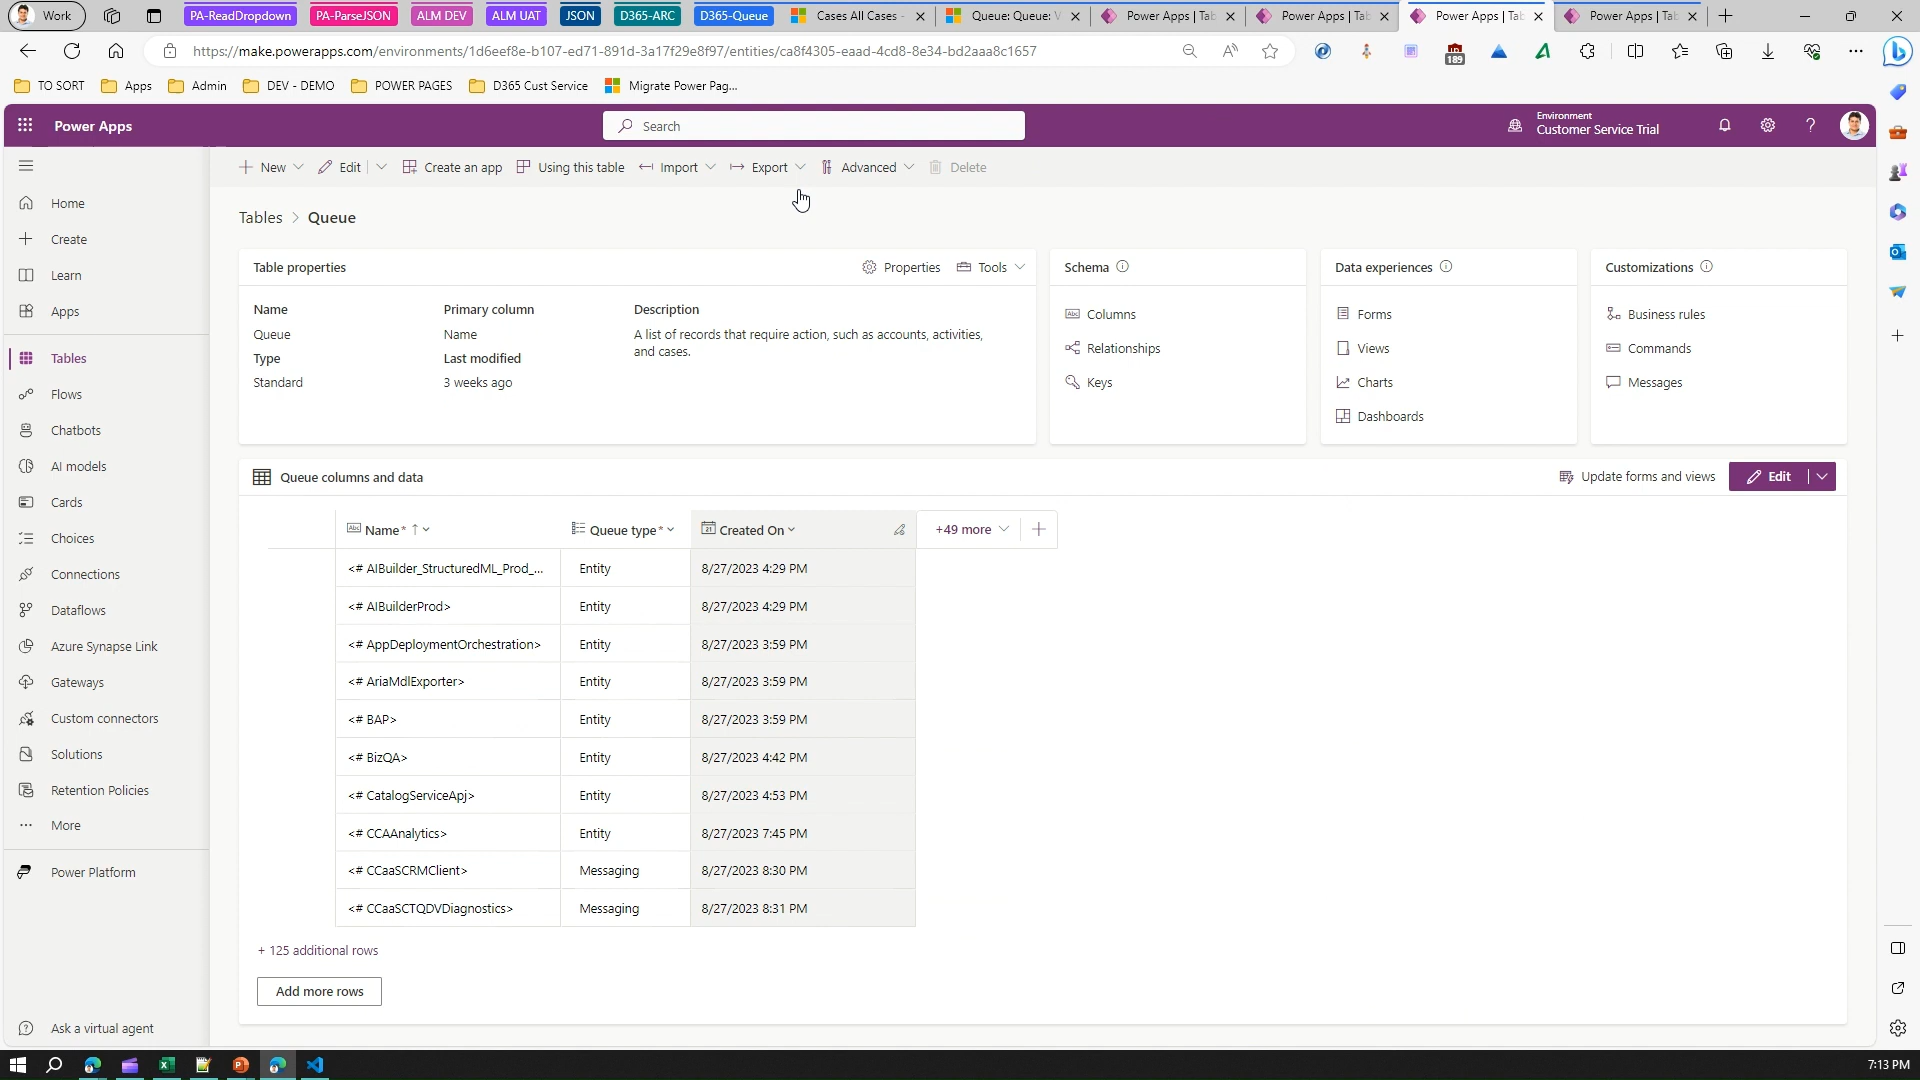 Work
PA-ReadDropdown
PA-ParseJSON
ALM DEV
ALM UAT
JSON
D365-ARC
D365-Queue
Cases All Cases -
Queue: Queue: V
Power Apps | Tab
Power Apps | Tab
Power Apps | Tab
Power Apps | Tab
https://make.powerapps.com/environments/1d6eef8e-b107-ed71-891d-3a17f29e8f97/entities/ca8f4305-eaad-4cd8-8e34-bd2aaa8c1657
189
TO SORT
Apps
Admin
DEV - DEMO
POWER PAGES
D365 Cust Service
Migrate Power Pag...
Power Apps
Search
Environment
Customer Service Trial
New
Edit
Create an app
Using this table
Import
Export
Advanced
Delete
Home
Create
Learn
Apps
Tables
Flows
Chatbots
AI models
Cards
Choices
Connections
Dataflows
Azure Synapse Link
Gateways
Custom connectors
Solutions
Retention Policies
More
Power Platform
Ask a virtual agent
Tables > Queue
Table properties
Properties
Tools
Name
Queue
Type
Standard
Primary column
Name
Last modified
3 weeks ago
Description
A list of records that require action, such as accounts, activities,
and cases.
Schema
Columns
Relationships
Keys
Data experiences
Forms
Views
Charts
Dashboards
Customizations
Business rules
Commands
Messages
Queue columns and data
Update forms and views
Edit
Name* Queue type* Created On +49 more
<# AIBuilder_StructuredML_Prod_... Entity 8/27/2023 4:29 PM
<# AIBuilderProd> Entity 8/27/2023 4:29 PM
<# AppDeploymentOrchestration> Entity 8/27/2023 3:59 PM
<# AriaMdlExporter> Entity 8/27/2023 3:59 PM
<# BAP> Entity 8/27/2023 3:59 PM
<# BizQA> Entity 8/27/2023 4:42 PM
<# CatalogServiceApj> Entity 8/27/2023 4:53 PM
<# CCAAnalytics> Entity 8/27/2023 7:45 PM
<# CCaaSCRMClient> Messaging 8/27/2023 8:30 PM
<# CCaaSCTQDVDiagnostics> Messaging 8/27/2023 8:31 PM
+ 125 additional rows
Add more rows
7:13 PM